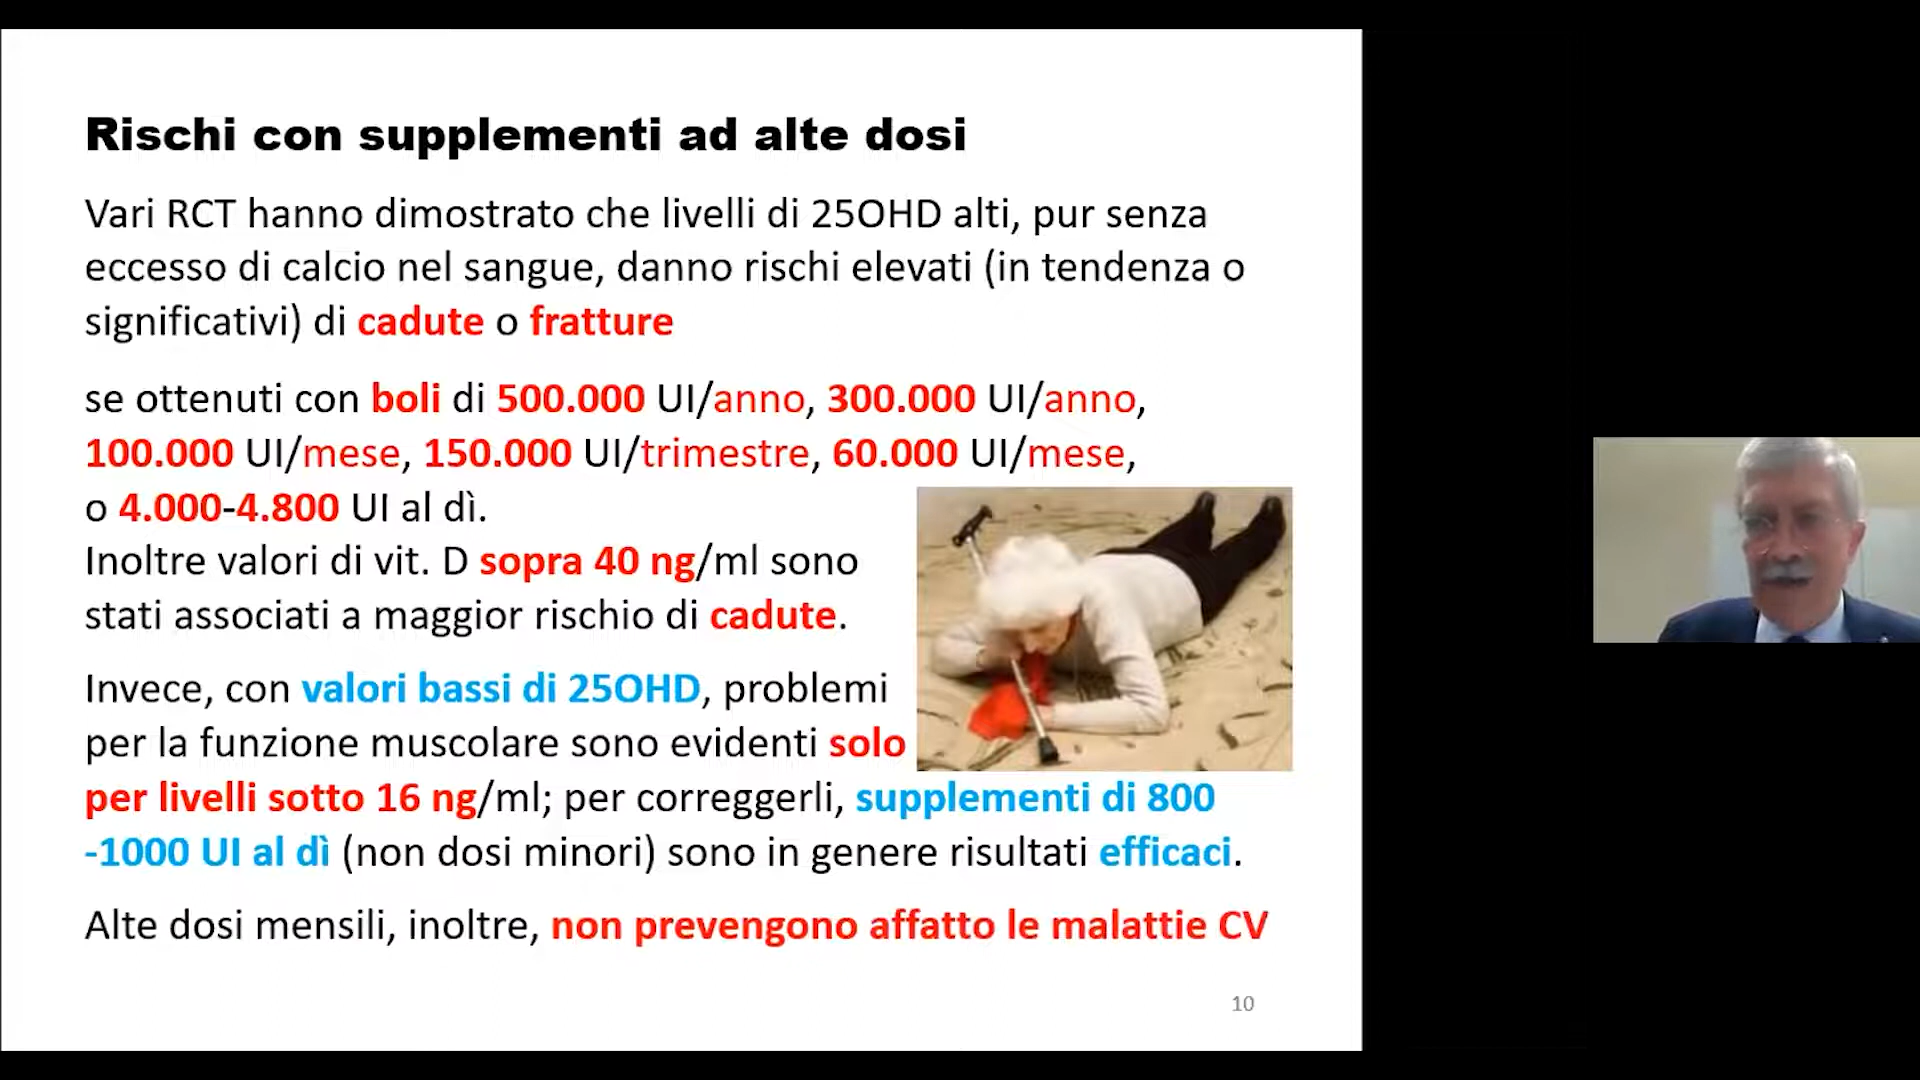 Rischi con supplementi ad alte dosi
Vari RCT hanno dimostrato che livelli di 25OHD alti, pur senza
eccesso di calcio nel sangue, danno rischi elevati (in tendenza o
significativi) di cadute o fratture
se ottenuti con boli di 500.000 UI/anno, 300.000 UI/anno,
100.000 UI/mese, 150.000 UI/trimestre, 60.000 UI/mese,
o 4.000-4.800 UI al dì.
Inoltre valori di vit. D sopra 40 ng/ml sono
stati associati a maggior rischio di cadute.
Invece, con valori bassi di 25OHD, problemi
per la funzione muscolare sono evidenti solo
per livelli sotto 16 ng/ml; per correggerli, supplementi di 800
-1000 UI al dì (non dosi minori) sono in genere risultati efficaci.
Alte dosi mensili, inoltre, non prevengono affatto le malattie CV
10